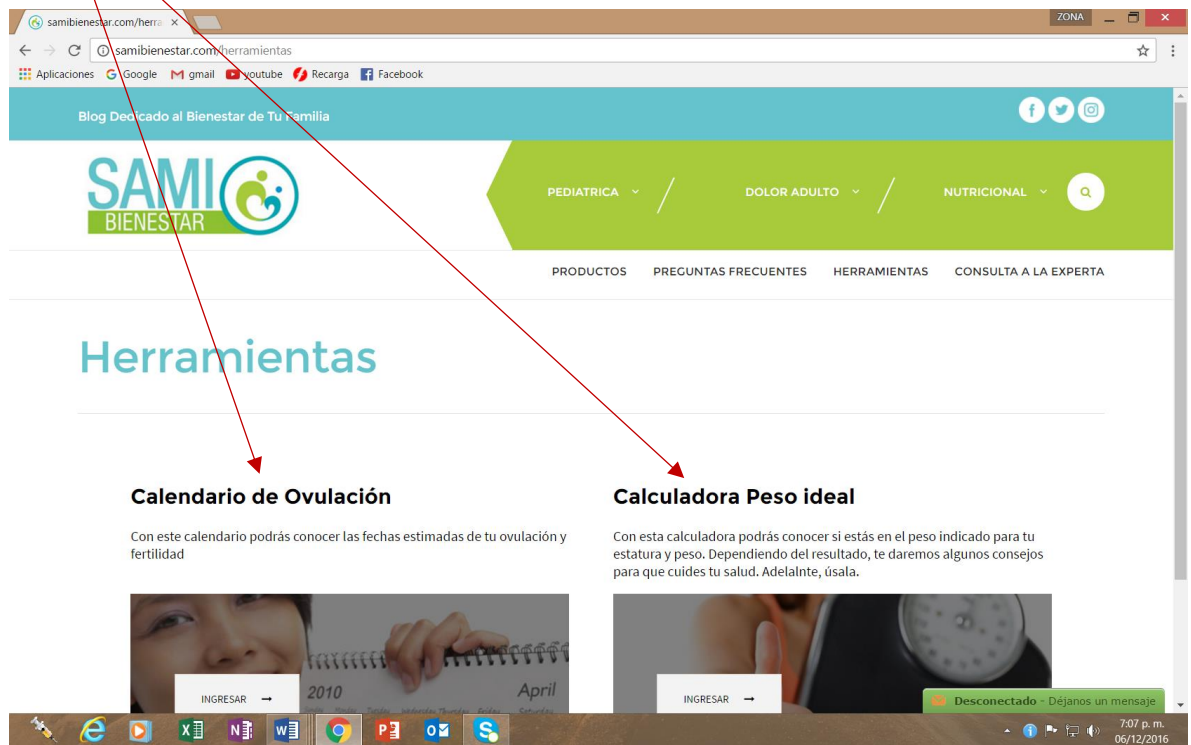 samibienestar.com/herra
ZONA
samibienestar.com/herramientas
Aplicaciones Google gmail youtube Recarga Facebook
Blog Dedicado al Bienestar de Tu Familia
SAMI
BIENESTAR
PEDIATRICA
DOLOR ADULTO
NUTRICIONAL
PRODUCTOS PREGUNTAS FRECUENTES HERRAMIENTAS CONSULTA A LA EXPERTA
Herramientas
Calendario de Ovulación
Con este calendario podrás conocer las fechas estimadas de tu ovulación y
fertilidad
2010 April
INGRESAR →
Calculadora Peso ideal
Con esta calculadora podrás conocer si estás en el peso indicado para tu
estatura y peso. Dependiendo del resultado, te daremos algunos consejos
para que cuides tu salud. Adelalnte, úsala.
INGRESAR →
Desconectado - Déjanos un mensaje
7:07 p. m.
06/12/2016